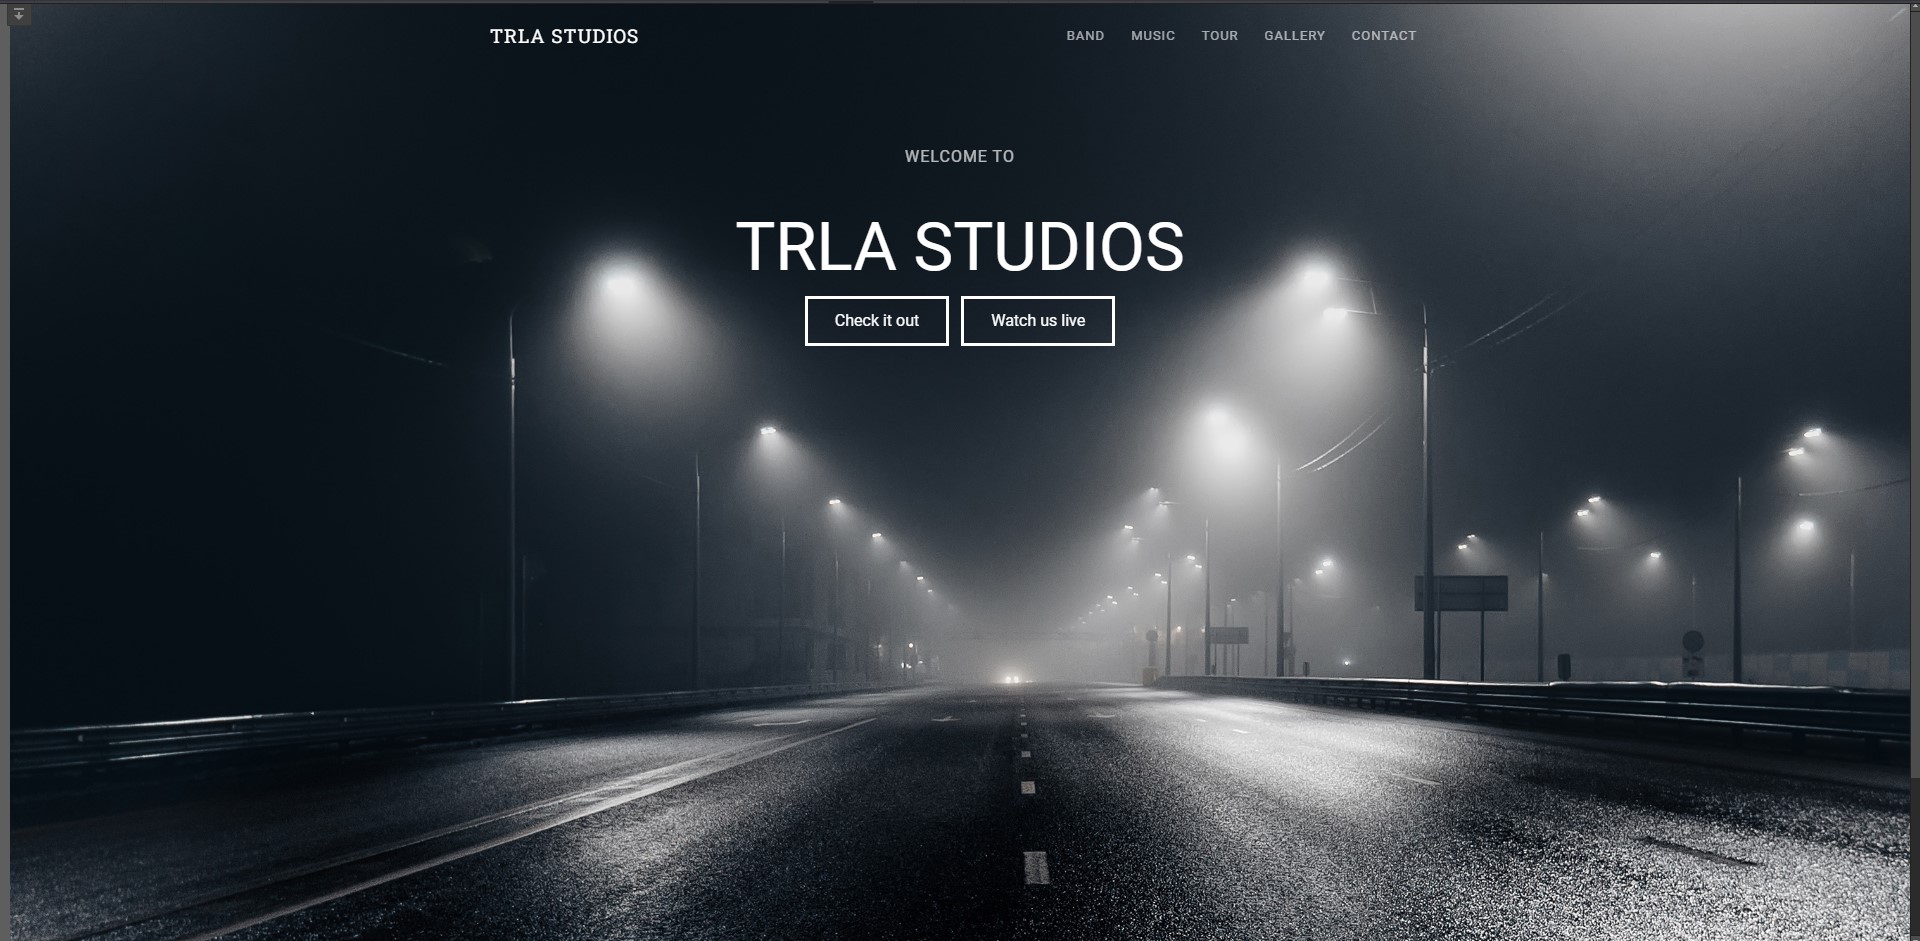 TRLA STUDIOS
BAND MUSIC TOUR GALLERY CONTACT
WELCOME TO
TRLA STUDIOS
Check it out
Watch us live